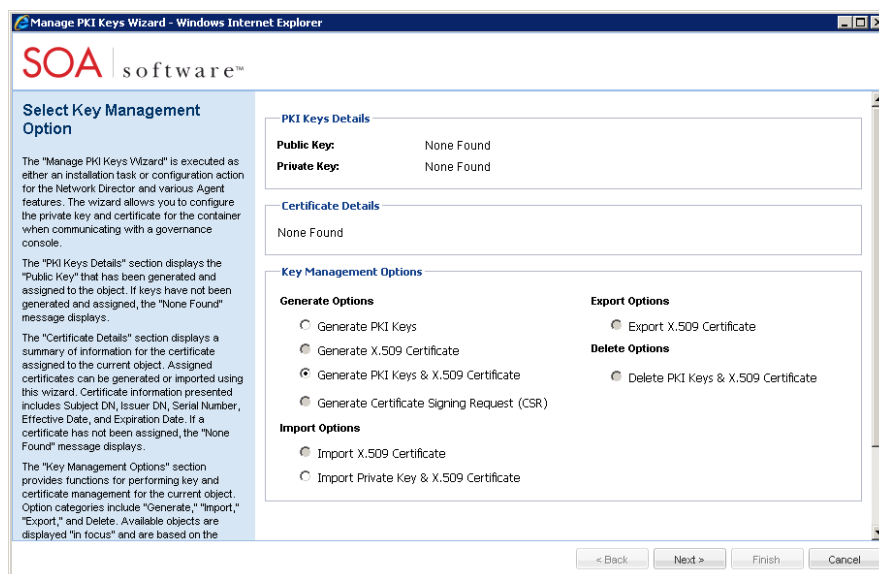 Manage PKI Keys Wizard - Windows Internet Explorer
SOA software™
Select Key Management
Option
The "Manage PKI Keys Wizard" is executed as
either an installation task or configuration action
for the Network Director and various Agent
features. The wizard allows you to configure
the private key and certificate for the container
when communicating with a governance
console.
The "PKI Keys Details" section displays the
"Public Key" that has been generated and
assigned to the object. If keys have not been
generated and assigned, the "None Found"
message displays.
The "Certificate Details" section displays a
summary of information for the certificate
assigned to the current object. Assigned
certificates can be generated or imported using
this wizard. Certificate information presented
includes Subject DN, Issuer DN, Serial Number,
Effective Date, and Expiration Date. If a
certificate has not been assigned, the "None
Found" message displays.
The "Key Management Options" section
provides functions for performing key and
certificate management for the current object.
Option categories include "Generate," "Import,"
"Export," and Delete. Available objects are
displayed "in focus" and are based on the
PKI Keys Details
Public Key: None Found
Private Key: None Found
Certificate Details
None Found
Key Management Options
Generate Options
Generate PKI Keys
Generate X.509 Certificate
Generate PKI Keys & X.509 Certificate
Generate Certificate Signing Request (CSR)
Import Options
Import X.509 Certificate
Import Private Key & X.509 Certificate
Export Options
Export X.509 Certificate
Delete Options
Delete PKI Keys & X.509 Certificate
< Back Next > Finish Cancel